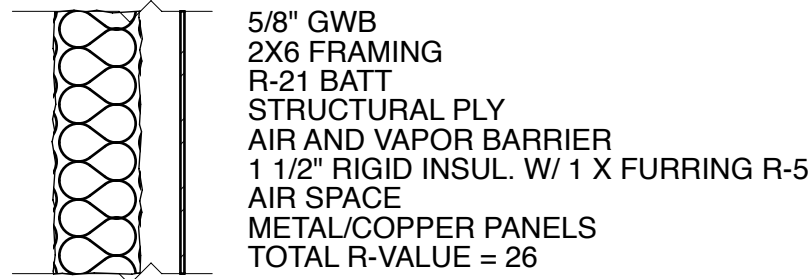 5/8" GWB
2X6 FRAMING
R-21 BATT
STRUCTURAL PLY
AIR AND VAPOR BARRIER
1 1/2" RIGID INSUL. W/ 1 X FURRING R-5
AIR SPACE
METAL/COPPER PANELS
TOTAL R-VALUE = 26